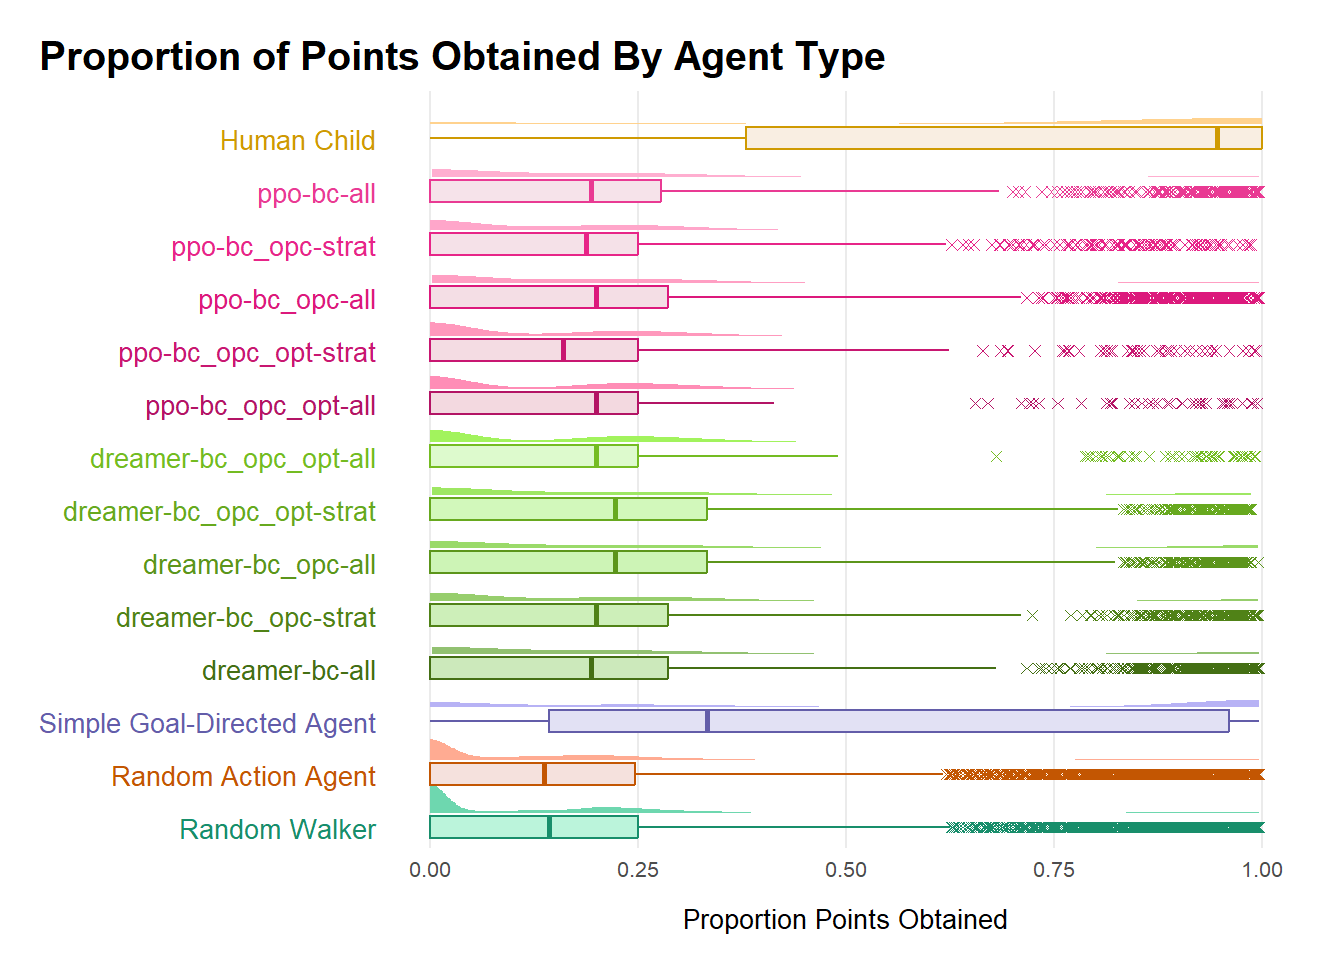 Proportion of Points Obtained By Agent Type
Human Child
ppo-bc-all
ppo-bc_opc-strat
ppo-bc_opc-all
ppo-bc_opc_opt-strat
ppo-bc_opc_opt-all
dreamer-bc_opc_opt-all
dreamer-bc_opc_opt-strat
dreamer-bc_opc-all
dreamer-bc_opc-strat
dreamer-bc-all
Simple Goal-Directed Agent
Random Action Agent
Random Walker
0.00 0.25 0.50 0.75 1.00
Proportion Points Obtained